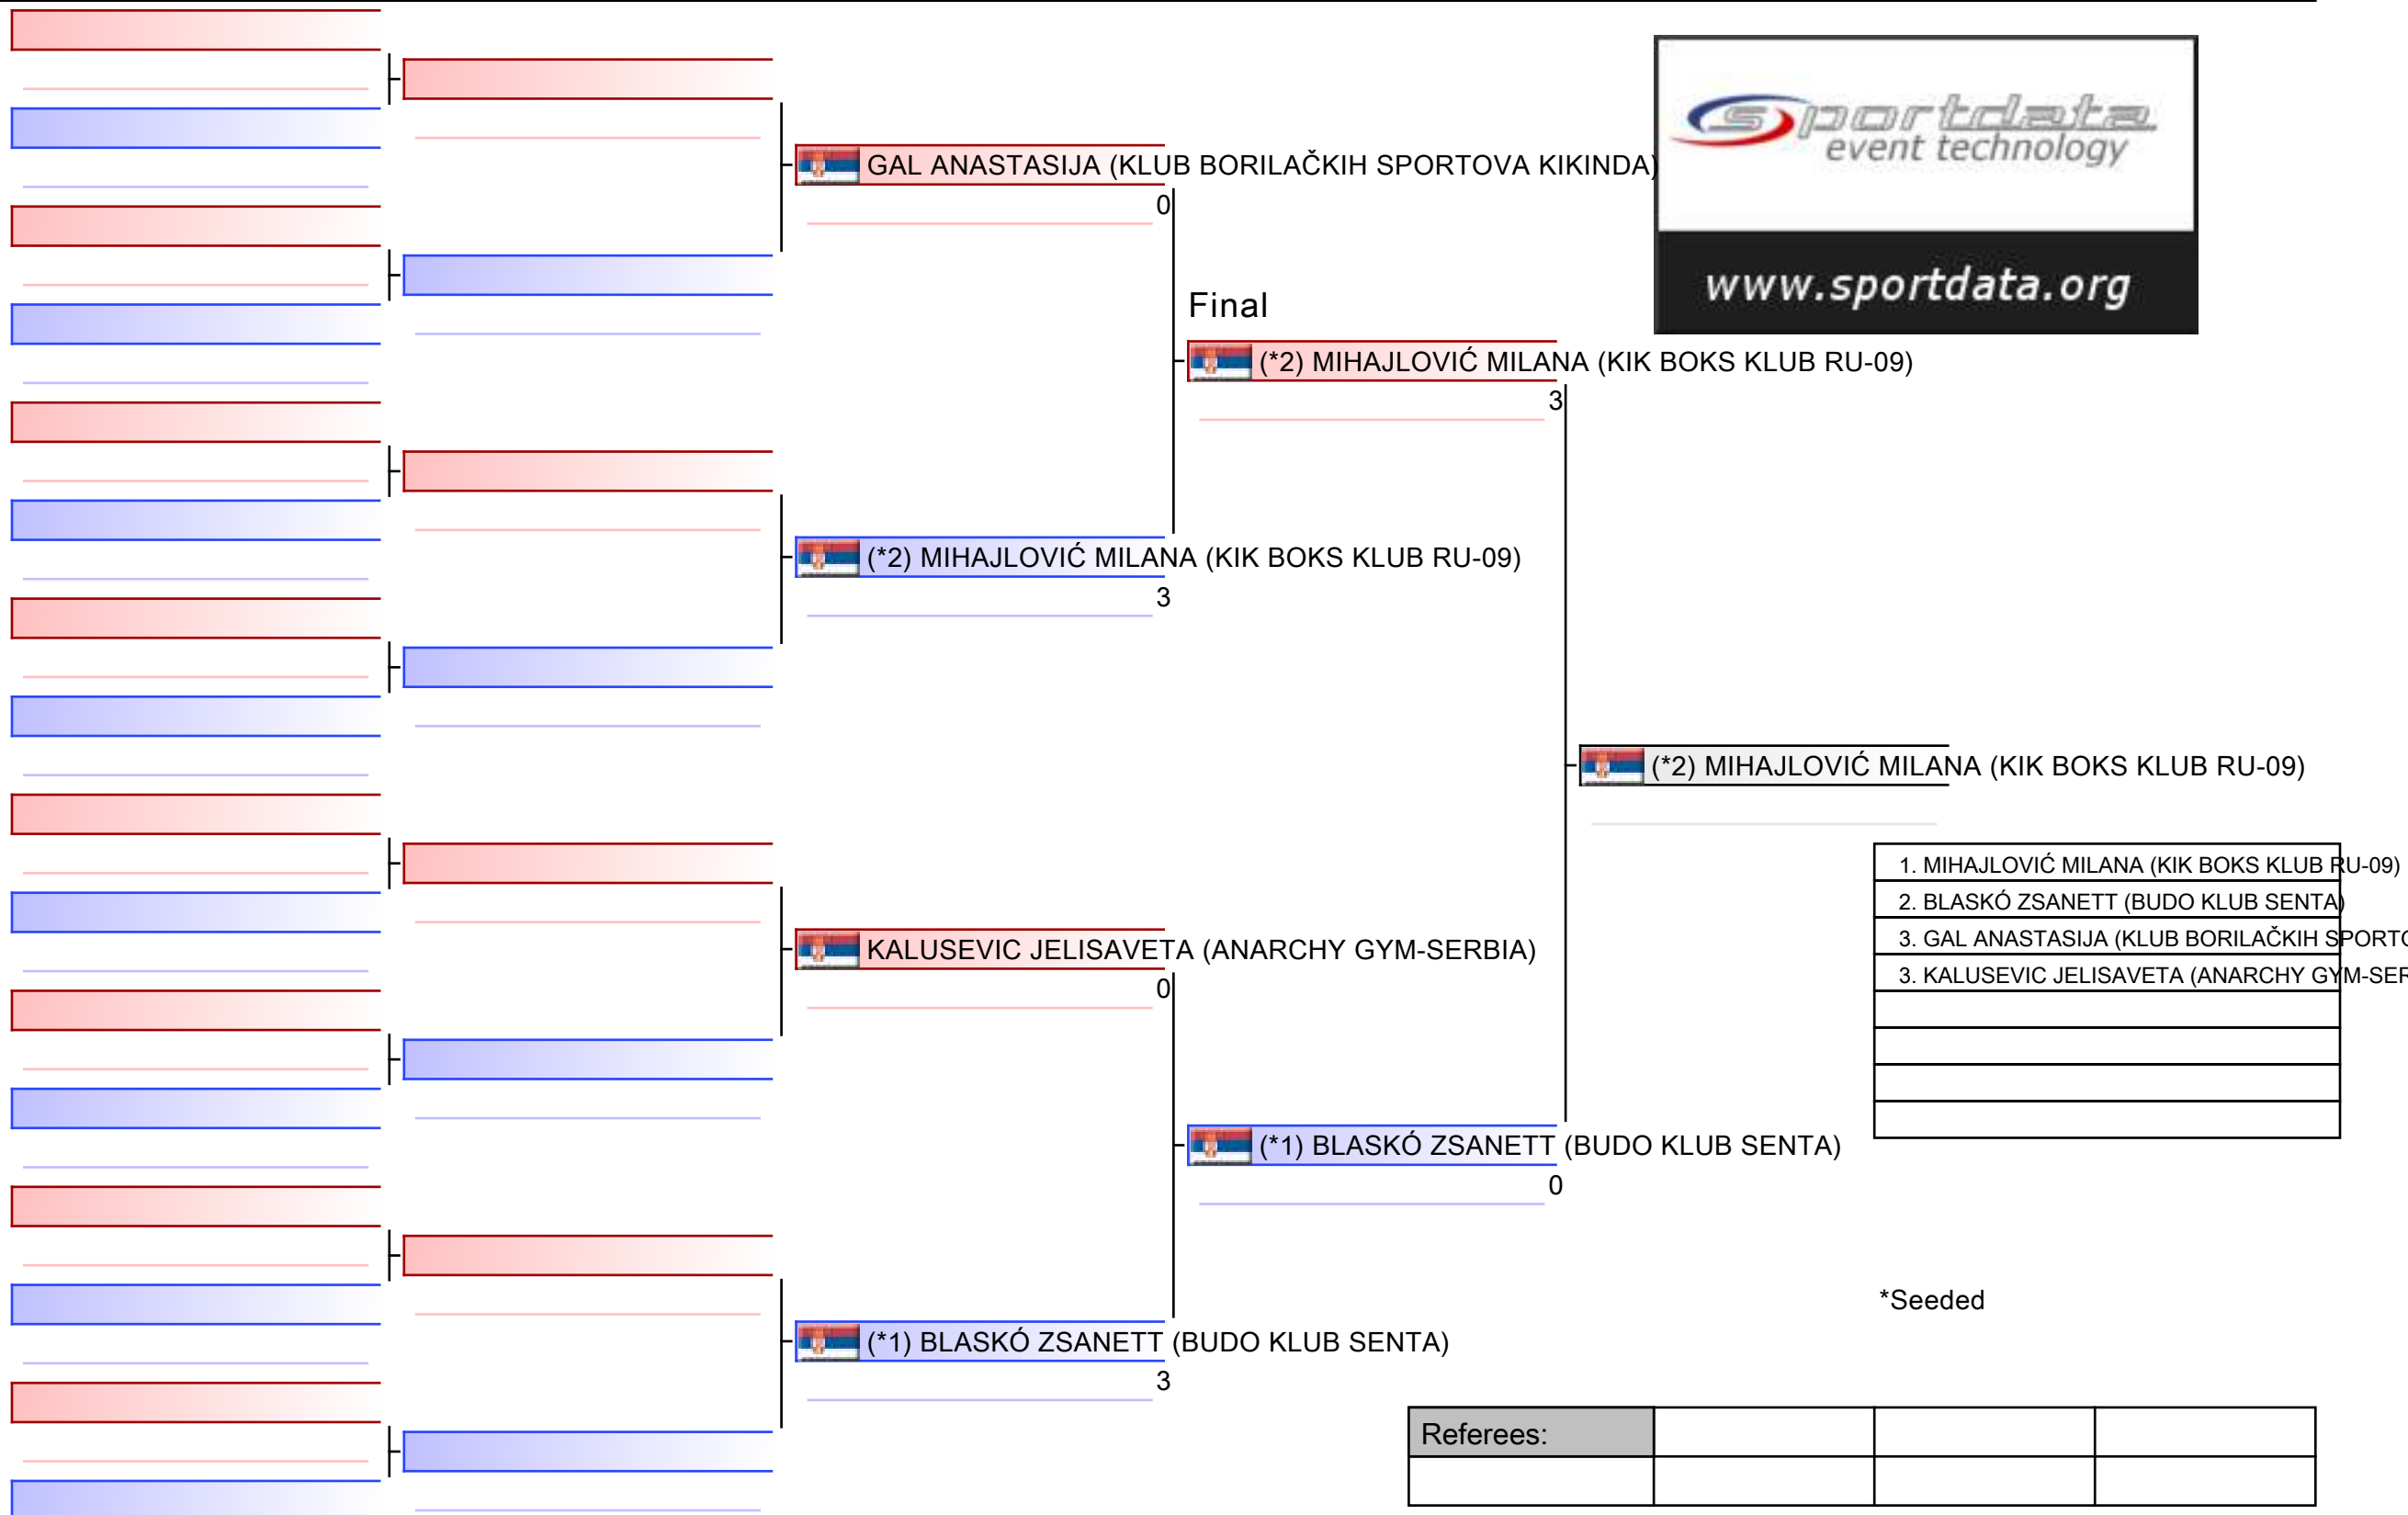 sportdata
event technology
www.sportdata.org
GAL ANASTASIJA (KLUB BORILAČKIH SPORTOVA KIKINDA)
0
Final
(*2) MIHAJLOVIĆ MILANA (KIK BOKS KLUB RU-09)
3
(*2) MIHAJLOVIĆ MILANA (KIK BOKS KLUB RU-09)
3
(*2) MIHAJLOVIĆ MILANA (KIK BOKS KLUB RU-09)
1. MIHAJLOVIĆ MILANA (KIK BOKS KLUB RU-09)
2. BLASKÓ ZSANETT (BUDO KLUB SENTA)
3. GAL ANASTASIJA (KLUB BORILAČKIH SPORTO
3. KALUSEVIC JELISAVETA (ANARCHY GYM-SER
KALUSEVIC JELISAVETA (ANARCHY GYM-SERBIA)
0
(*1) BLASKÓ ZSANETT (BUDO KLUB SENTA)
0
(*1) BLASKÓ ZSANETT (BUDO KLUB SENTA)
3
*Seeded
Referees: